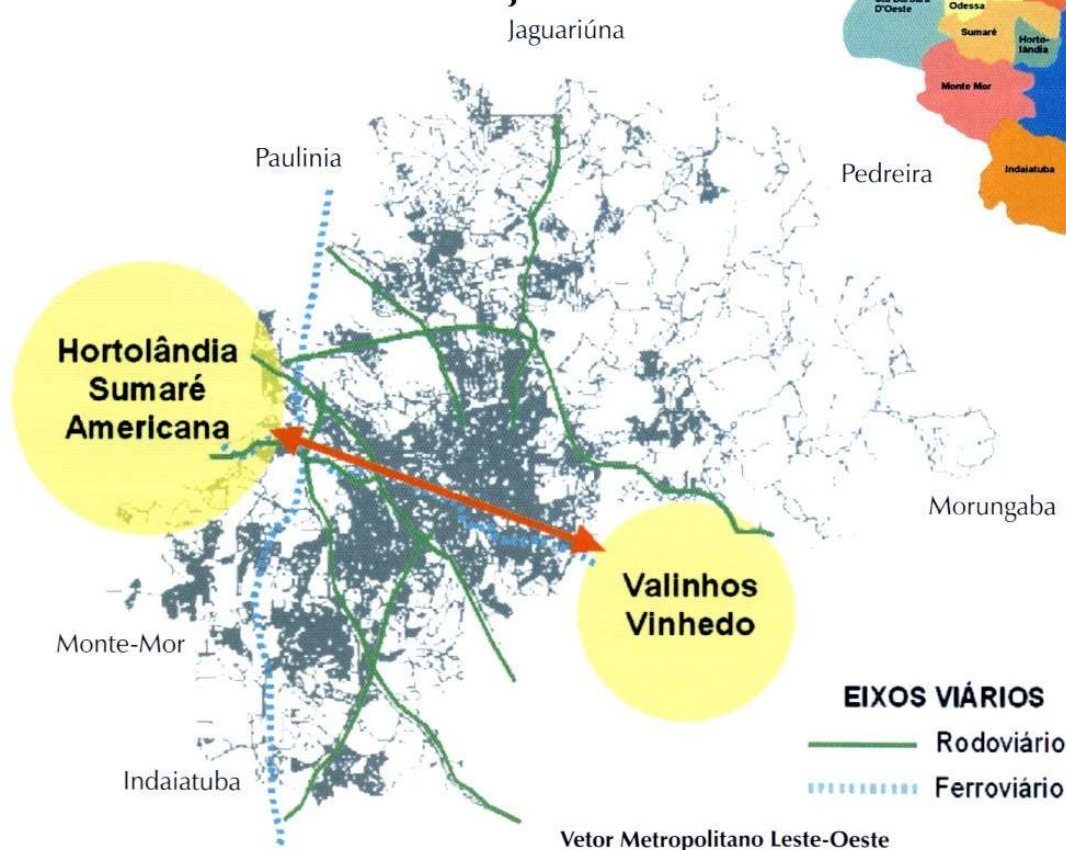 Jaguariúna
D'Oeste
Odessa
Sumaré
Horto-
lândia
Monte Mor
Indaiatuba
Paulinia
Pedreira
Hortolândia
Sumaré
Americana
Morungaba
Valinhos
Vinhedo
Monte-Mor
Indaiatuba
EIXOS VIÁRIOS
Rodoviário
Ferroviário
Vetor Metropolitano Leste-Oeste